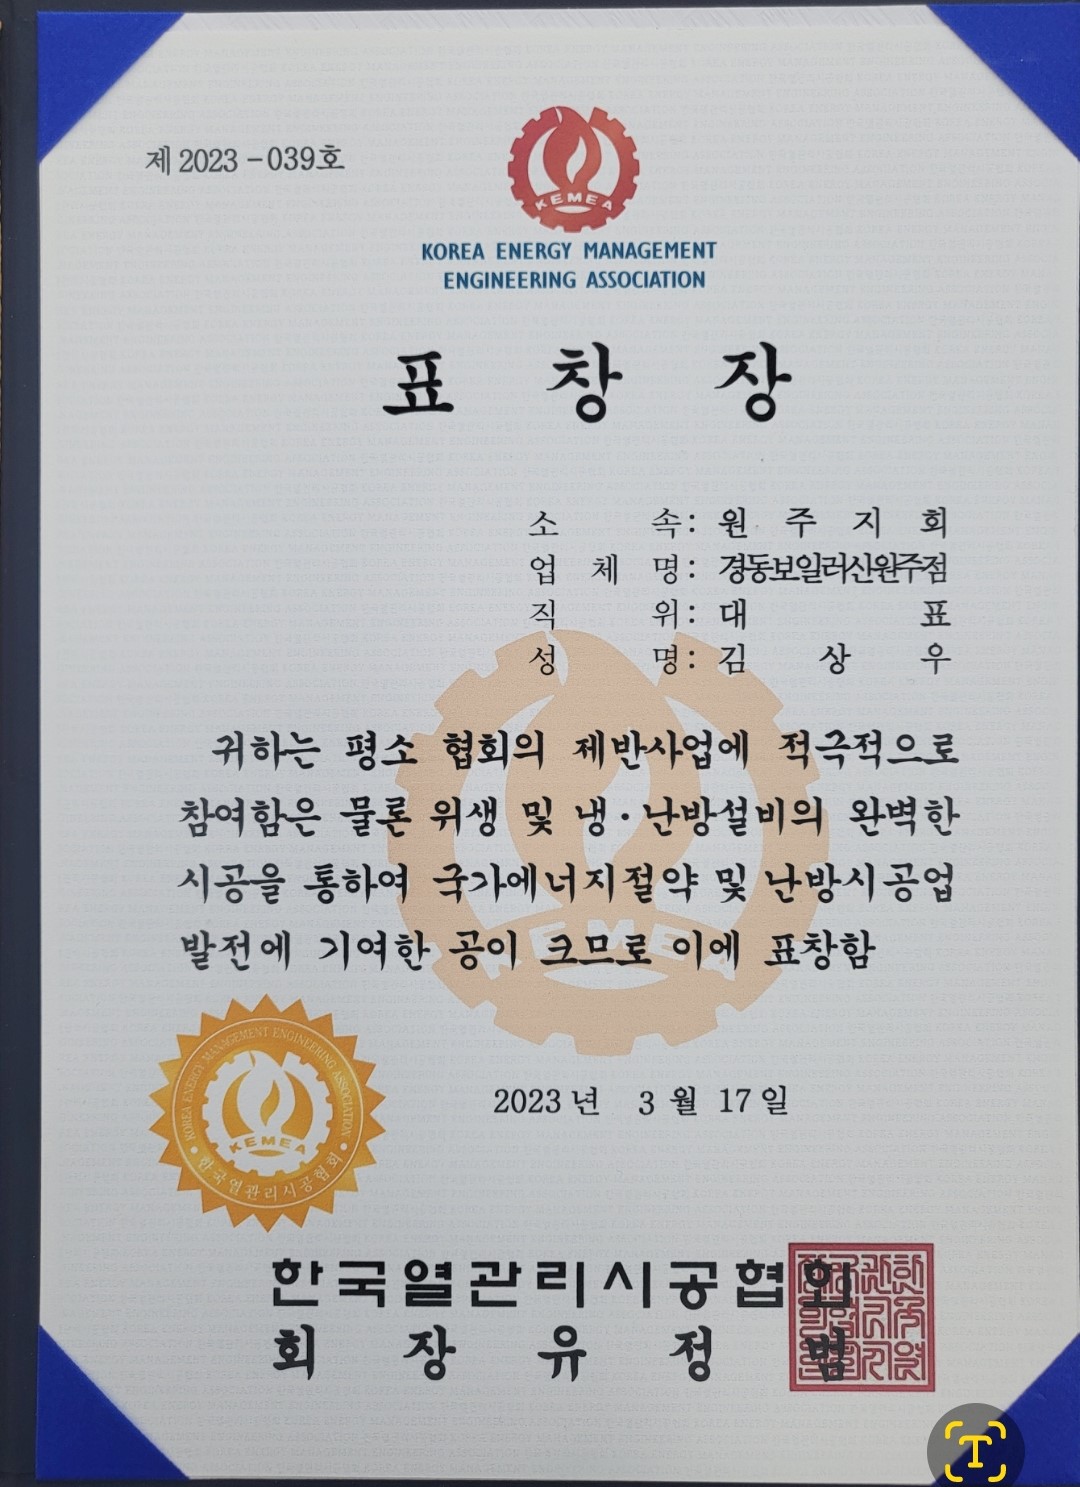 제 2023 - 039호
KEMEA
KOREA ENERGY MANAGEMENT
ENGINEERING ASSOCIATION
표 창 장
소 속: 원 주 지 회
업 체 명: 경동보일러산원주점
직 위: 대 표
성 명: 김 상 우
귀하는 평소 협회의 제반사업에 적극적으로
참여함은 물론 위생 및 냉·난방설비의 완벽한
시공을 통하여 국가에너지절약 및 난방시공업
발전에 기여한 공이 크므로 이에 표창함
KEMEA
2023 년 3 월 17 일
KOREA ENERGY MANAGEMENT ENGINEERING ASSOCIATION
KEMEA
한국열관리시공협회
한국열관리시공협회
회 장 유 정 범